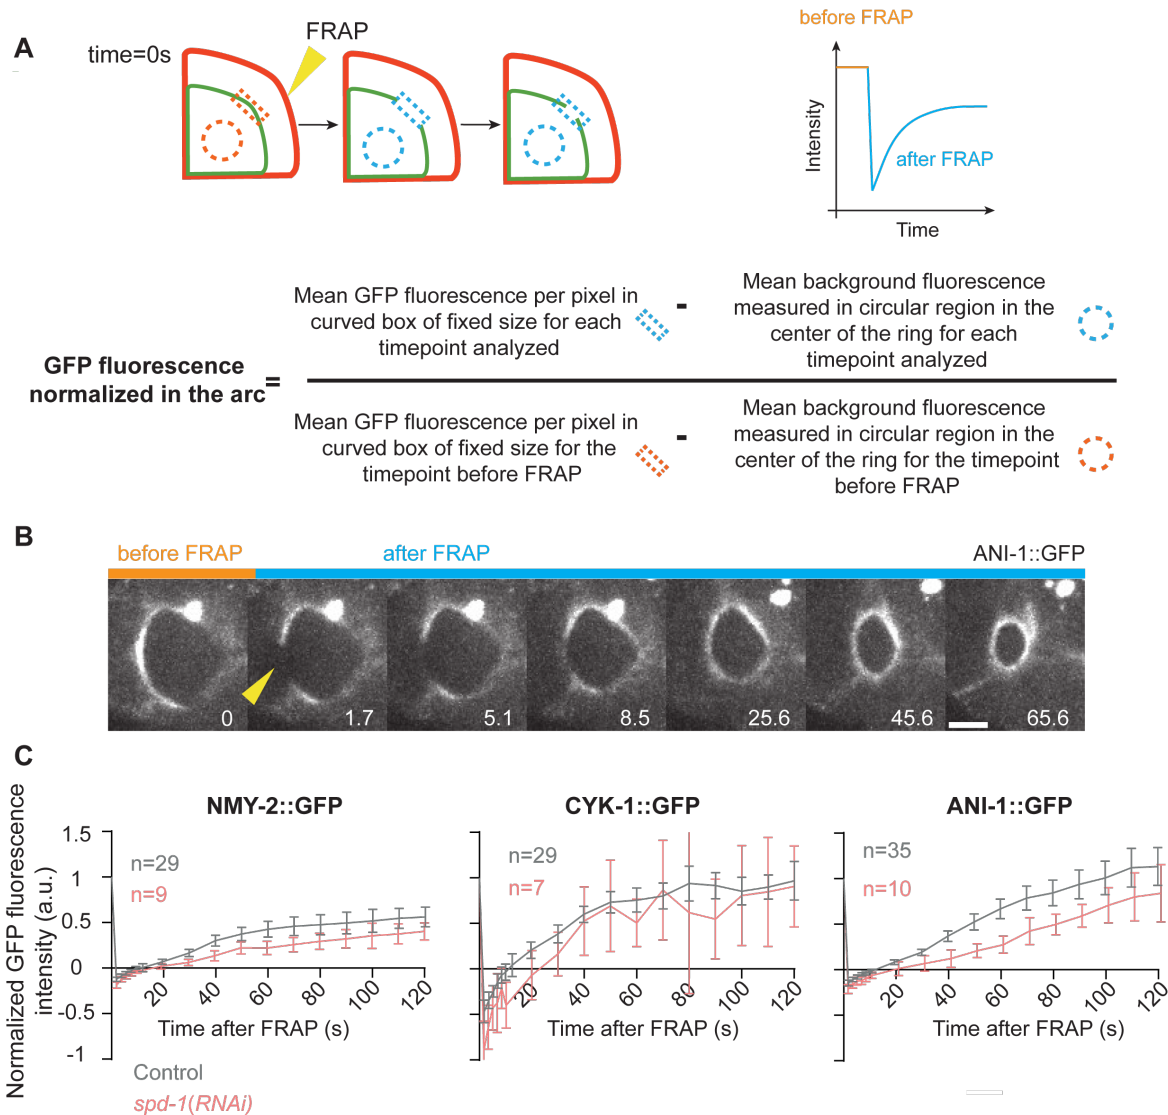 A
time=0s
FRAP
before FRAP
Intensity
after FRAP
Time
GFP fluorescence
normalized in the arc
=
Mean GFP fluorescence per pixel in
curved box of fixed size for each
timepoint analyzed
-
Mean background fluorescence
measured in circular region in the
center of the ring for each
timepoint analyzed
Mean GFP fluorescence per pixel in
curved box of fixed size for the
timepoint before FRAP
-
Mean background fluorescence
measured in circular region in the
center of the ring for the timepoint
before FRAP
B
before FRAP
after FRAP
ANI-1::GFP
0
1.7
5.1
8.5
25.6
45.6
65.6
C
Normalized GFP fluorescence
intensity (a.u.)
NMY-2::GFP
1.5
1
0.5
0
-0.5
-1
n=29
n=9
20
40
60
80
100
120
Time after FRAP (s)
CYK-1::GFP
n=29
n=7
20
40
60
80
100
120
Time after FRAP (s)
ANI-1::GFP
n=35
n=10
20
40
60
80
100
120
Time after FRAP (s)
Control
spd-1(RNAi)